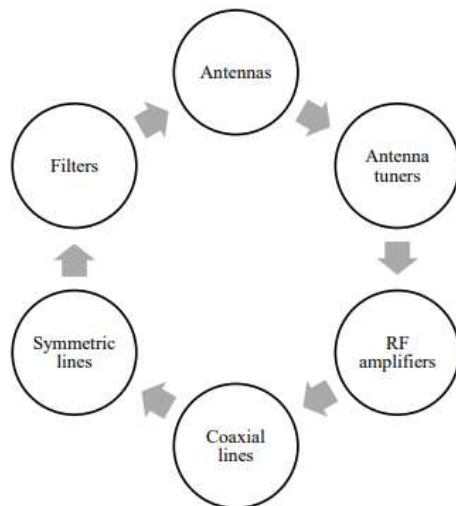 Antennas
Antenna
tuners
RF
amplifiers
Coaxial
lines
Symmetric
lines
Filters